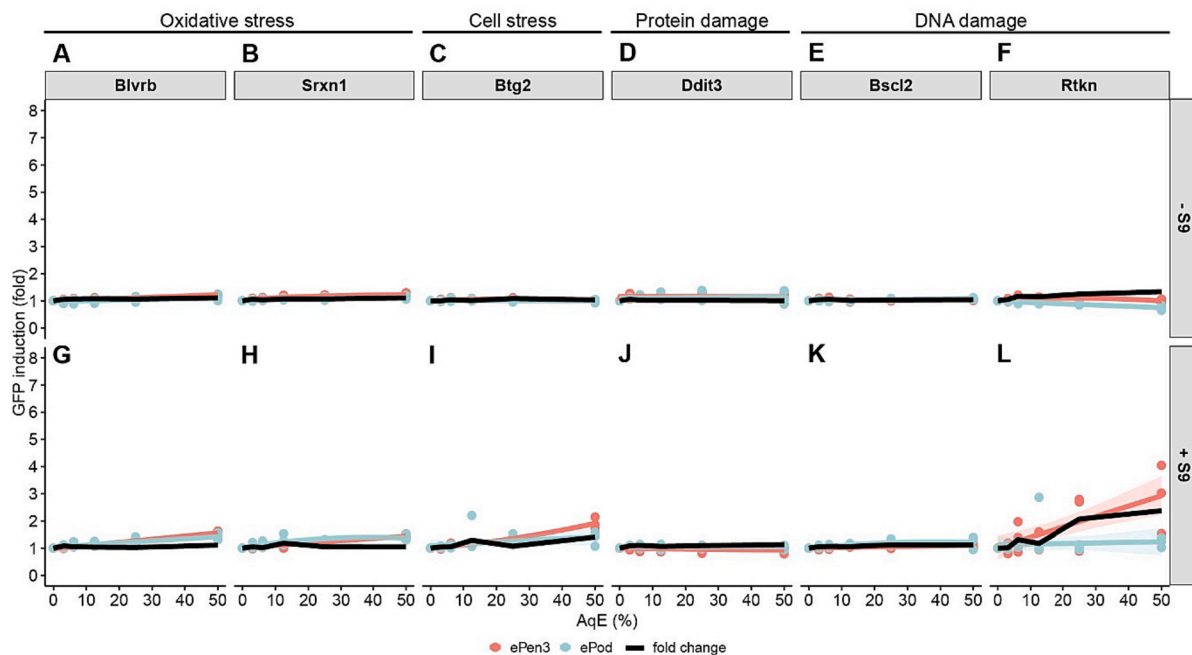 Oxidative stress Cell stress Protein damage DNA damage
A B C D E F
Blvrb Srxn1 Btg2 Ddit3 Bscl2 Rtkn
8
7
6
5
4
3
2
1
0
- S9
GFP induction (fold)
G H I J K L
8
7
6
5
4
3
2
1
0
+ S9
0 10 20 30 40 50 0 10 20 30 40 50 0 10 20 30 40 50 0 10 20 30 40 50 0 10 20 30 40 50 0 10 20 30 40 50
AqE (%)
ePen3 ePod fold change